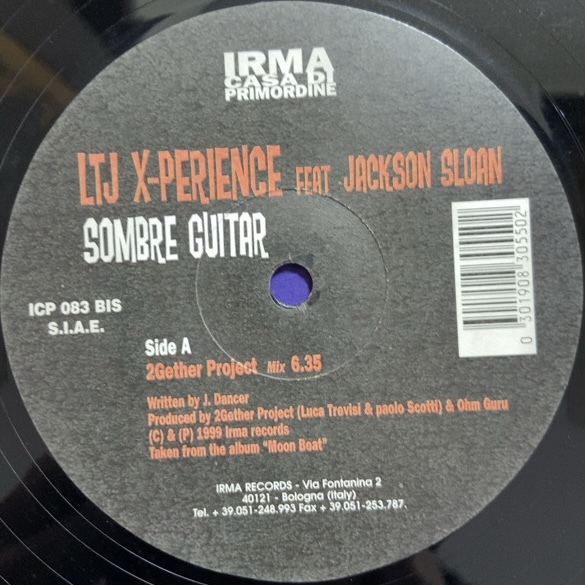 IRMA
CASA DI
PRIMORDINE
LTJ X-PERIENCE FEAT JACKSON SLOAN
SOMBRE GUITAR
ICP 083 BIS
S.I.A.E.
0 301908 305502
Side A
2Gether Project Mix 6.35
Written by J. Dancer
Produced by 2Gether Project (Luca Trevisi & paolo Scotti) & Ohm Guru
(C) & (P) 1999 Irma records
Taken from the album "Moon Boat"
IRMA RECORDS - Via Fontanina 2
40121 - Bologna (Italy)
Tel. + 39.051-248.993 Fax + 39.051-253.787.